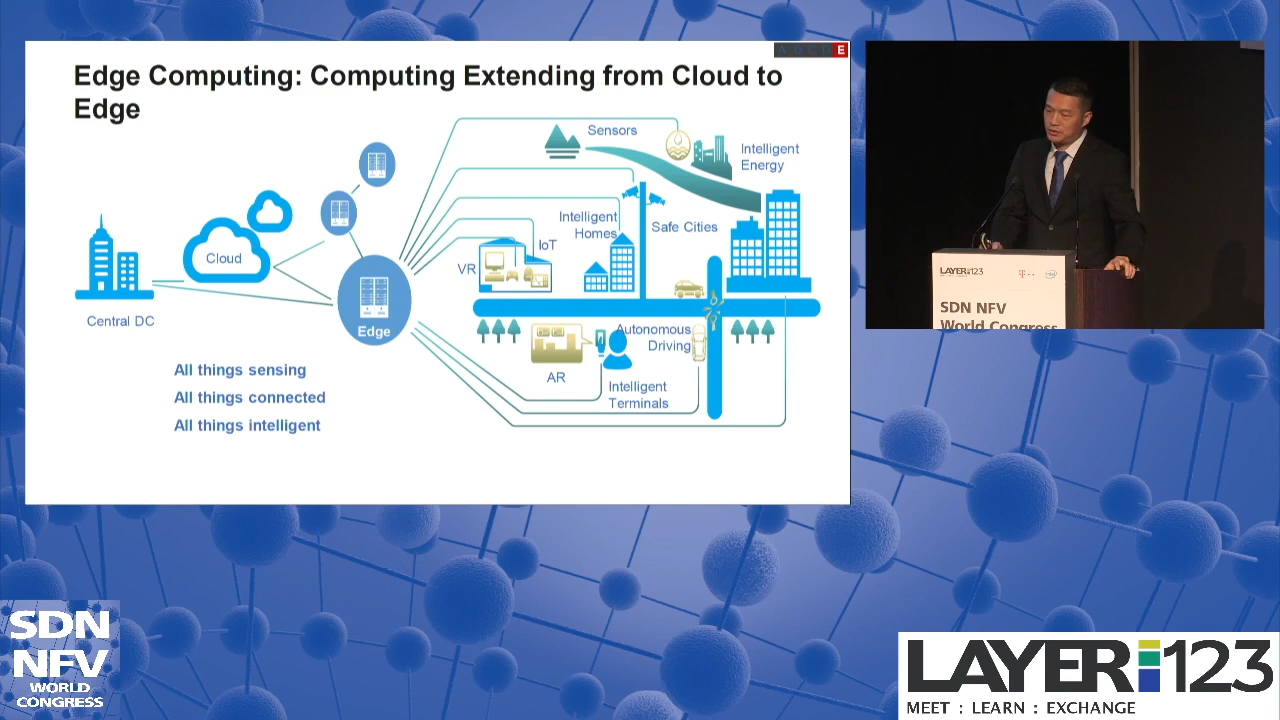 A B C D E
Edge Computing: Computing Extending from Cloud to
Edge
Sensors
Intelligent
Energy
Intelligent
Homes
Safe Cities
IoT
VR
Cloud
Central DC
Edge
Autonomous
Driving
AR
Intelligent
Terminals
All things sensing
All things connected
All things intelligent
LAYER123
SDN NFV
World Congress
SDN
NFV
WORLD
CONGRESS
LAYER123
MEET : LEARN : EXCHANGE